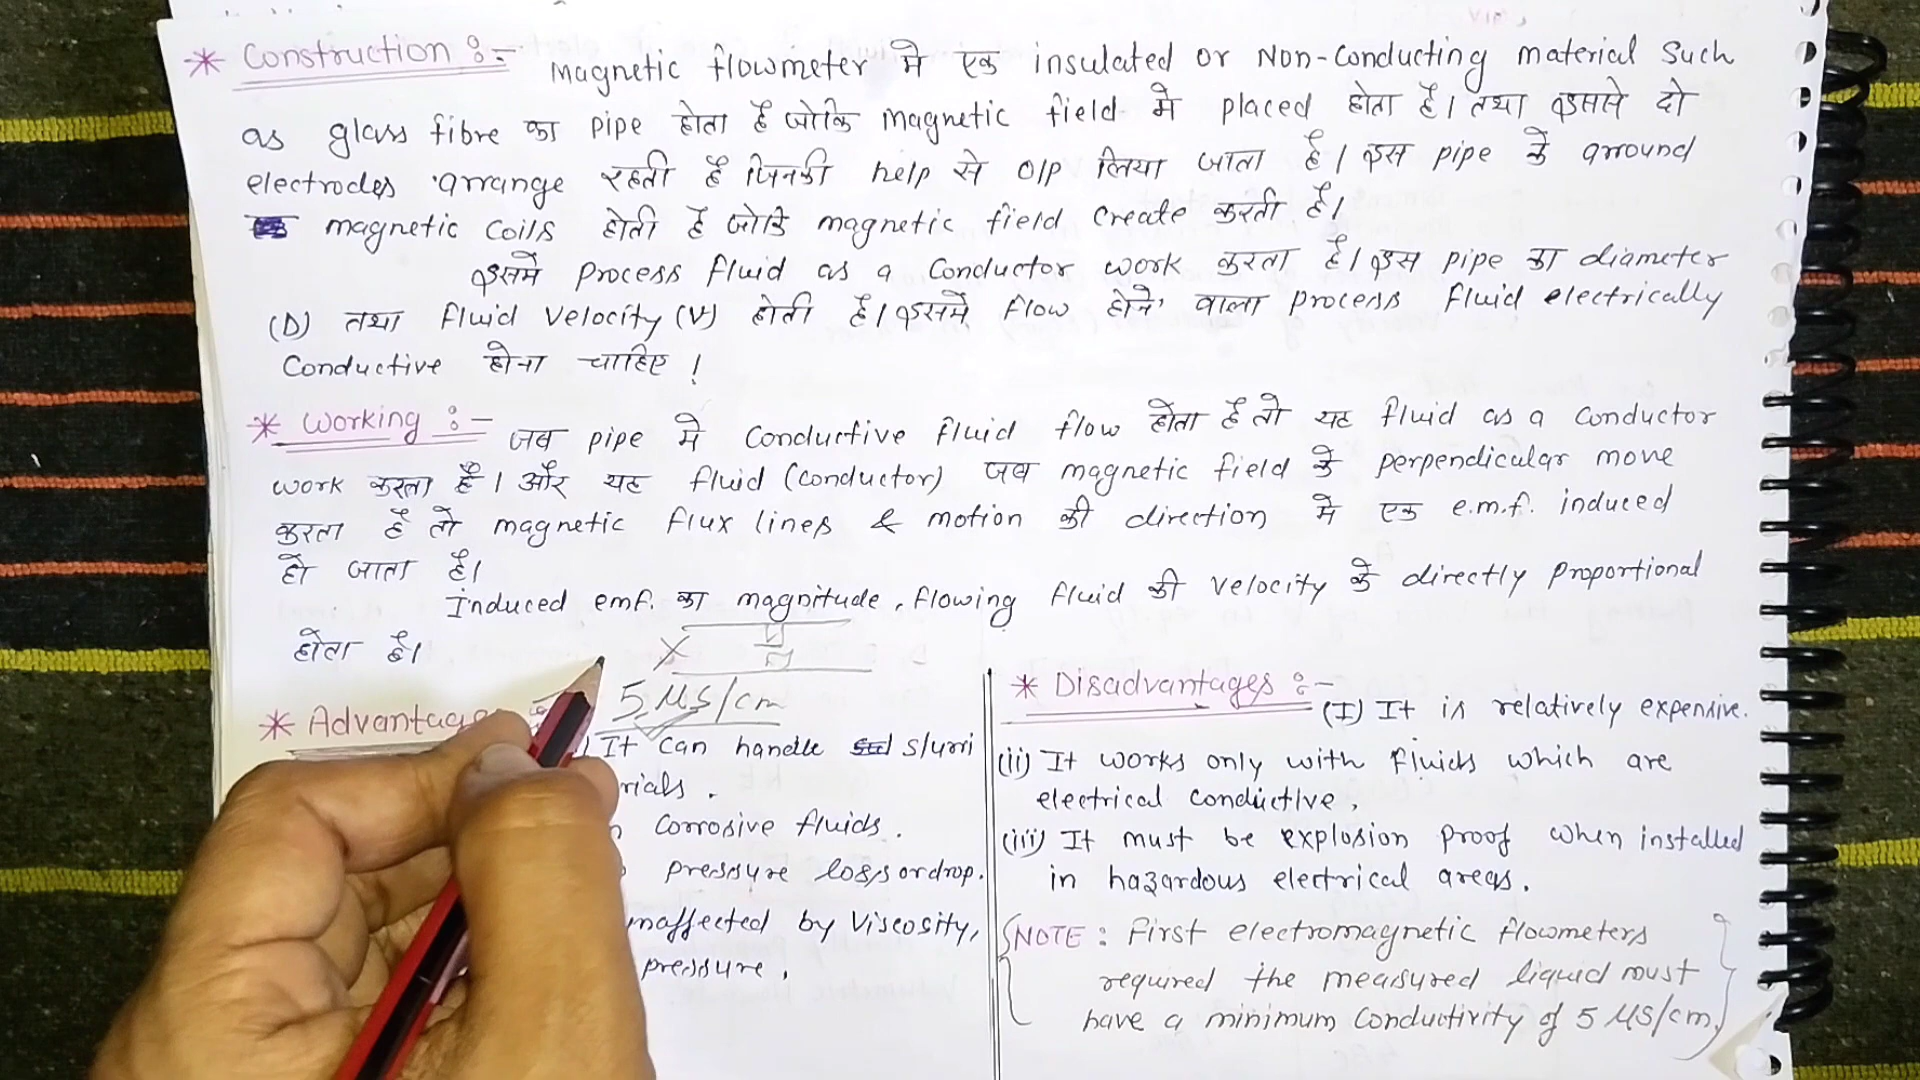 * Construction :- Magnetic flowmeter मे एक insulated or Non-Conducting material Such
as glass fibre का pipe होता है जोकि magnetic field मे placed होता है। तथा इससे दो
electrodes arrange रहती है जिनकी help से O/p लिया जाता है। इस pipe के arround
magnetic coils होती है जोकि magnetic field create करती है।
इसमे process fluid as a conductor work करता है। इस pipe का diameter
(D) तथा fluid velocity (V) होती है। इसमें flow होने वाला process fluid electrically
Conductive होना चाहिए !
* Working :- जब pipe मे conductive fluid flow होता है तो यह fluid as a conductor
work करता है। और यह fluid (conductor) जब magnetic field के perpendicular move
करता है तो magnetic flux lines & motion की direction मे एक e.m.f. induced
हो जाता है।
Induced emf. का magnitude, flowing fluid की velocity के directly proportional
होता है।
5 μs/cm
* Advantages
It can handle slurri
rials.
corrosive fluids.
pressure loss or drop.
naffected by viscosity,
pressure,
* Disadvantages :- (I) It is relatively expensive.
(ii) It works only with fluids which are
electrical conductive,
(iii) It must be explosion proof when installed
in hazardous electrical areas.
NOTE : First electromagnetic flowmeters
required the measured liquid must
have a minimum conductivity of 5 μs/cm,